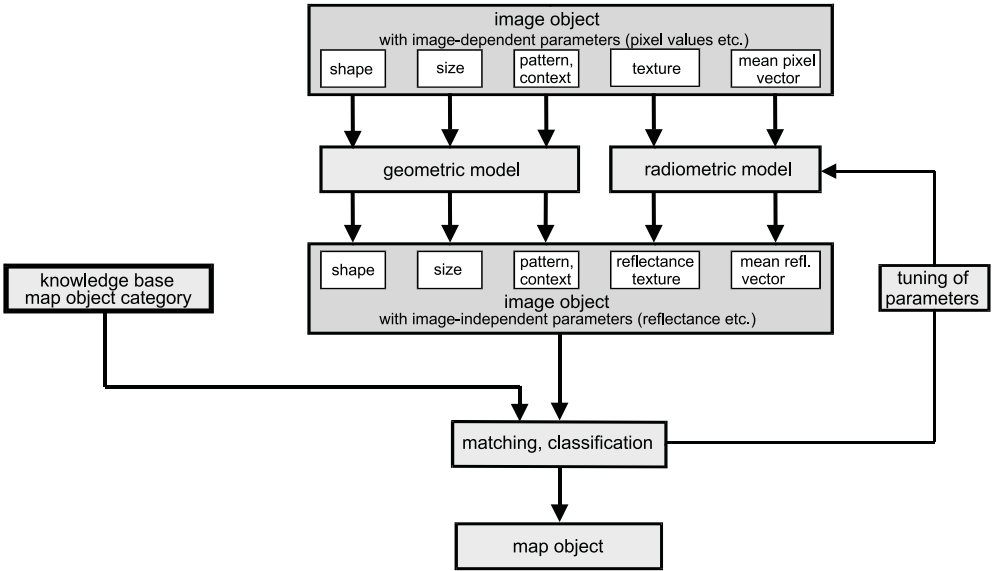 image object
with image-dependent parameters (pixel values etc.)
shape
size
pattern,
context
texture
mean pixel
vector
geometric model
radiometric model
shape
size
pattern,
context
reflectance
texture
mean refl.
vector
image object
with image-independent parameters (reflectance etc.)
knowledge base
map object category
tuning of
parameters
matching, classification
map object